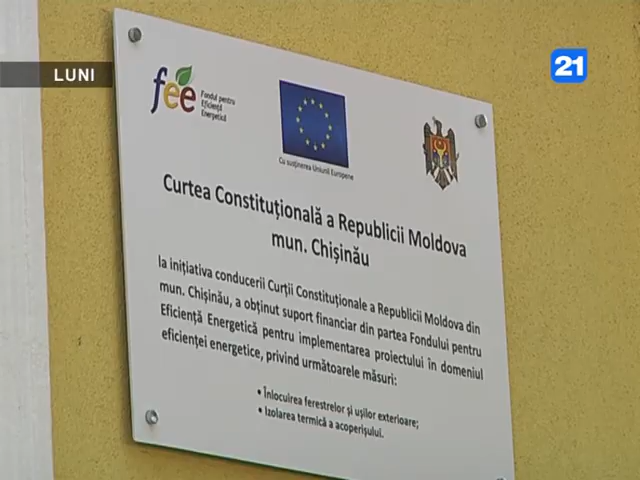 LUNI
21
fee
Fondul pentru
Eficiență
Energetică
Cu susținerea Uniunii Europene
Curtea Constituțională a Republicii Moldova
mun. Chișinău
la inițiativa conducerii Curții Constituționale a Republicii Moldova din
mun. Chișinău, a obținut suport financiar din partea Fondului pentru
Eficiență Energetică pentru implementarea proiectului în domeniul
eficienței energetice, privind următoarele măsuri:
• Înlocuirea ferestrelor și ușilor exterioare;
• Izolarea termică a acoperișului.